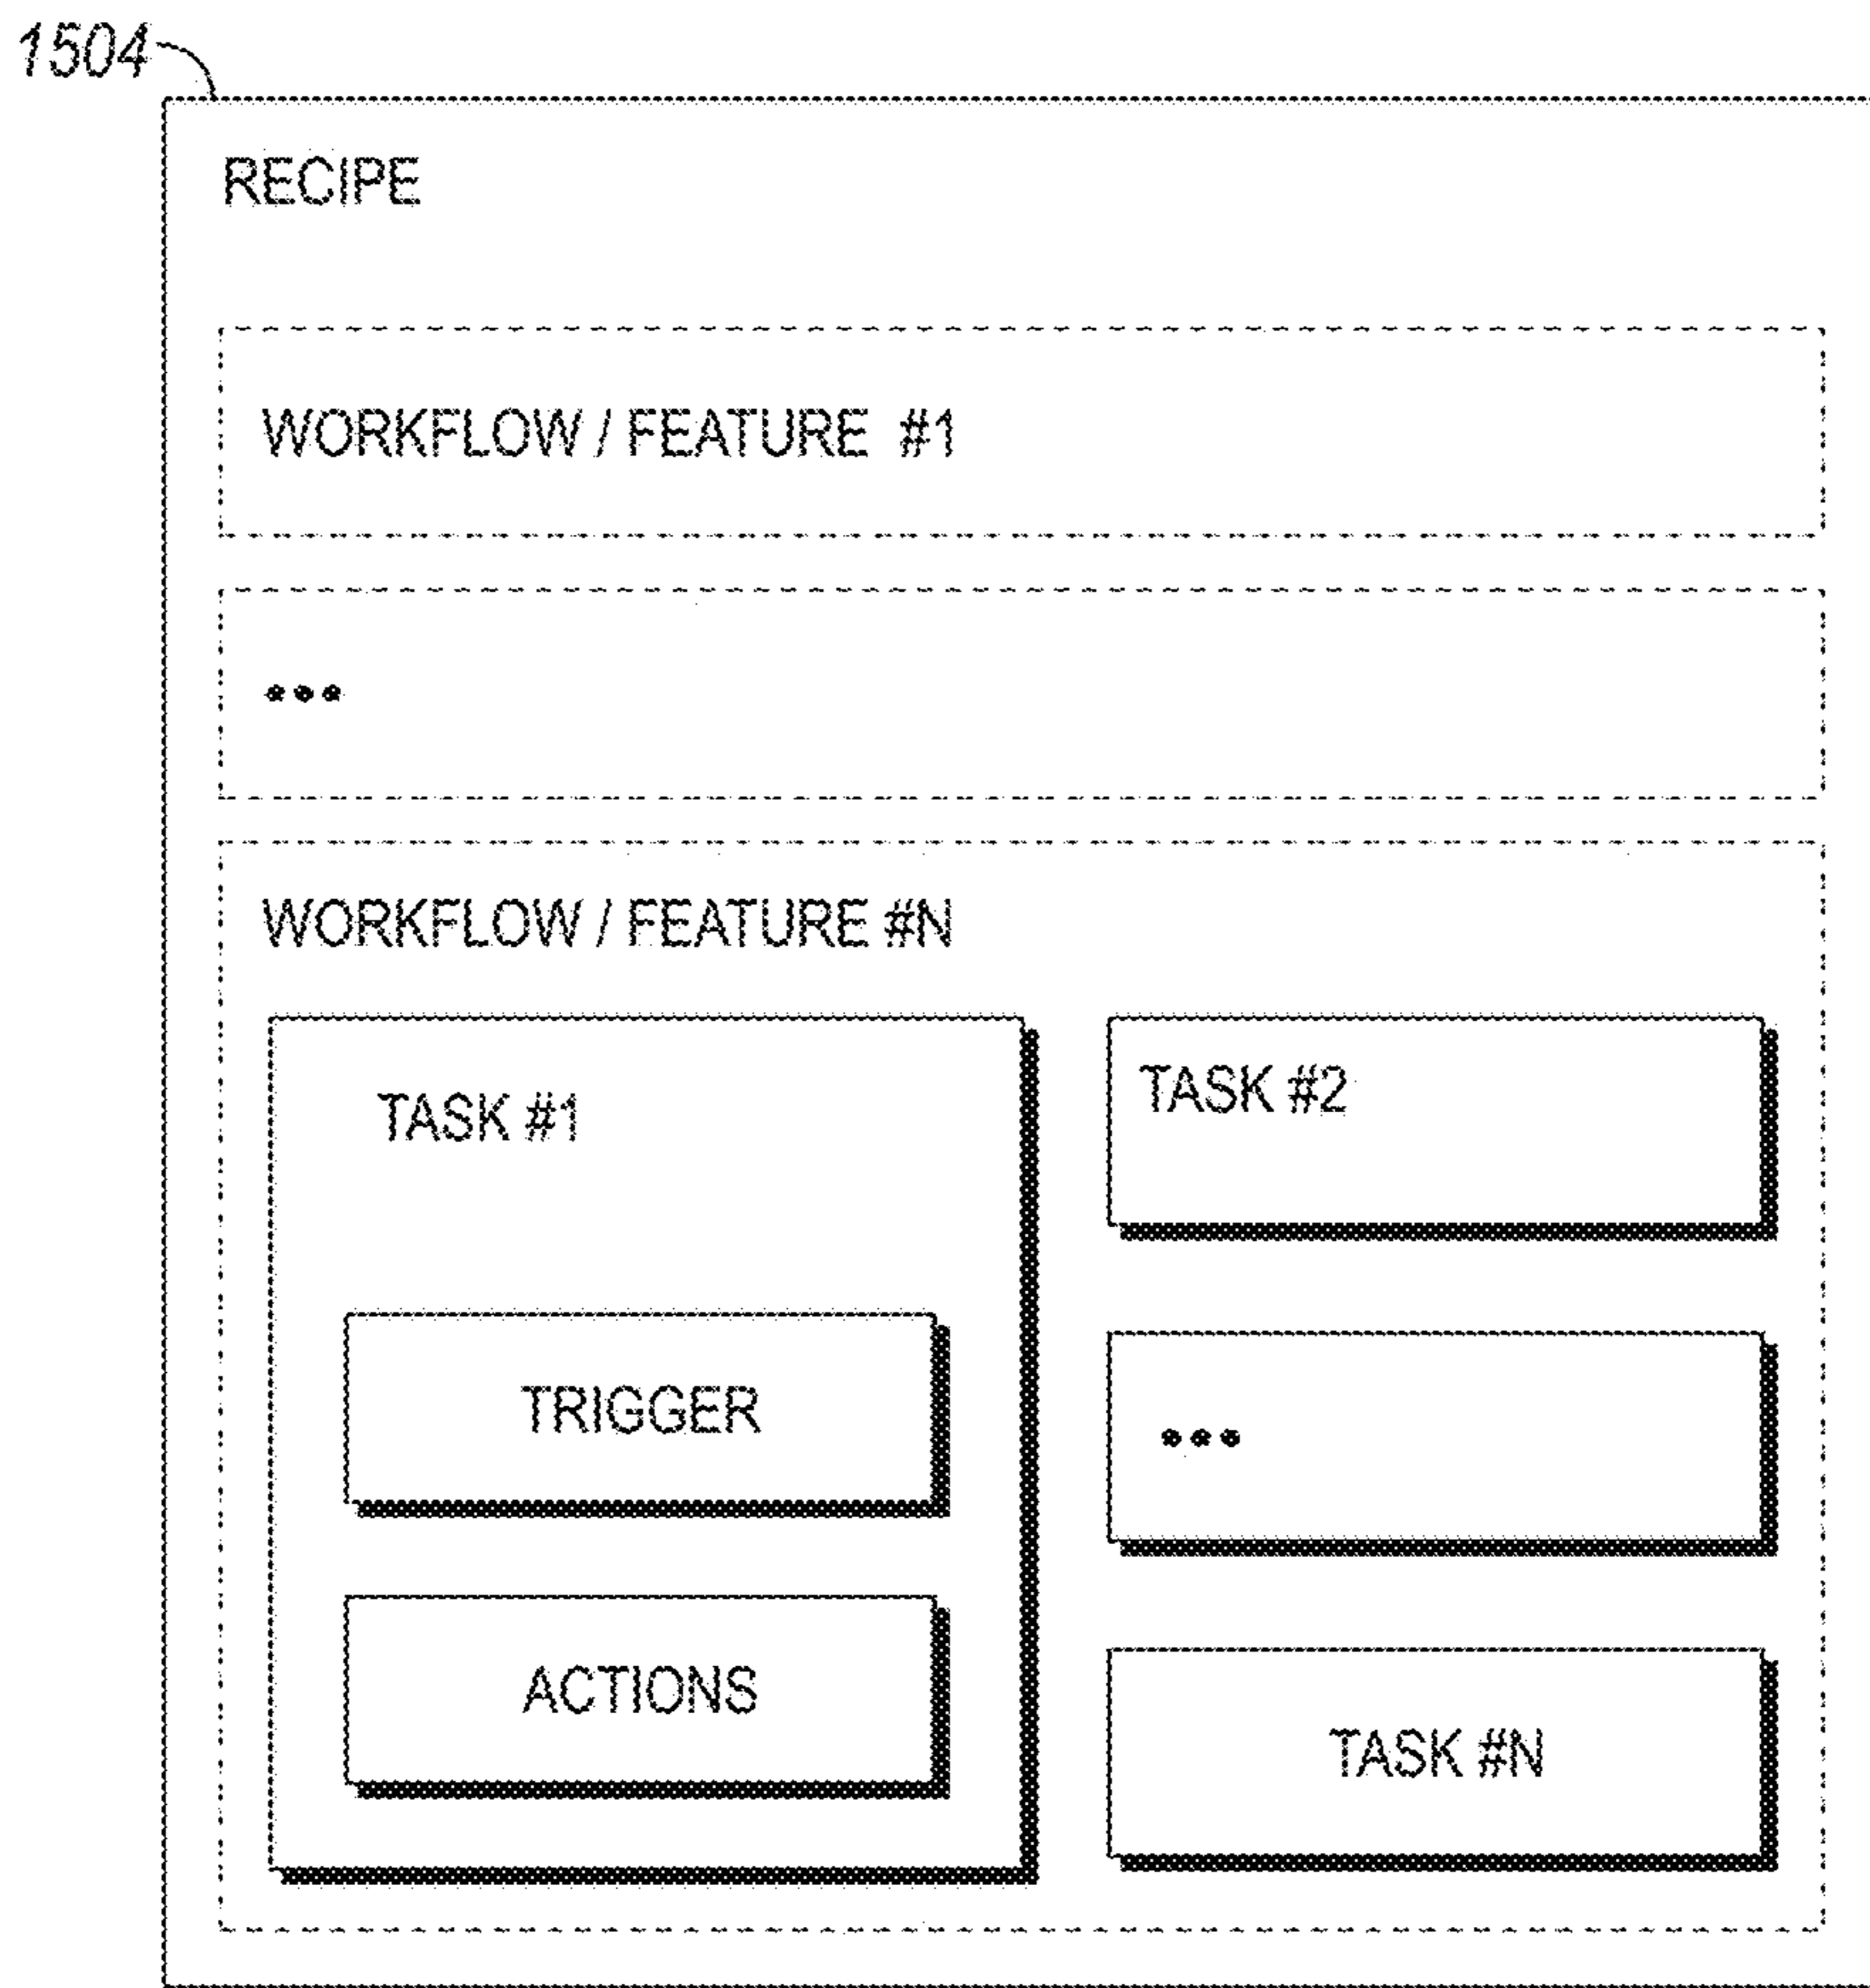 1504
RECIPE
WORKFLOW / FEATURE #1
•••
WORKFLOW / FEATURE #N
TASK #1
TRIGGER
ACTIONS
TASK #2
•••
TASK #N